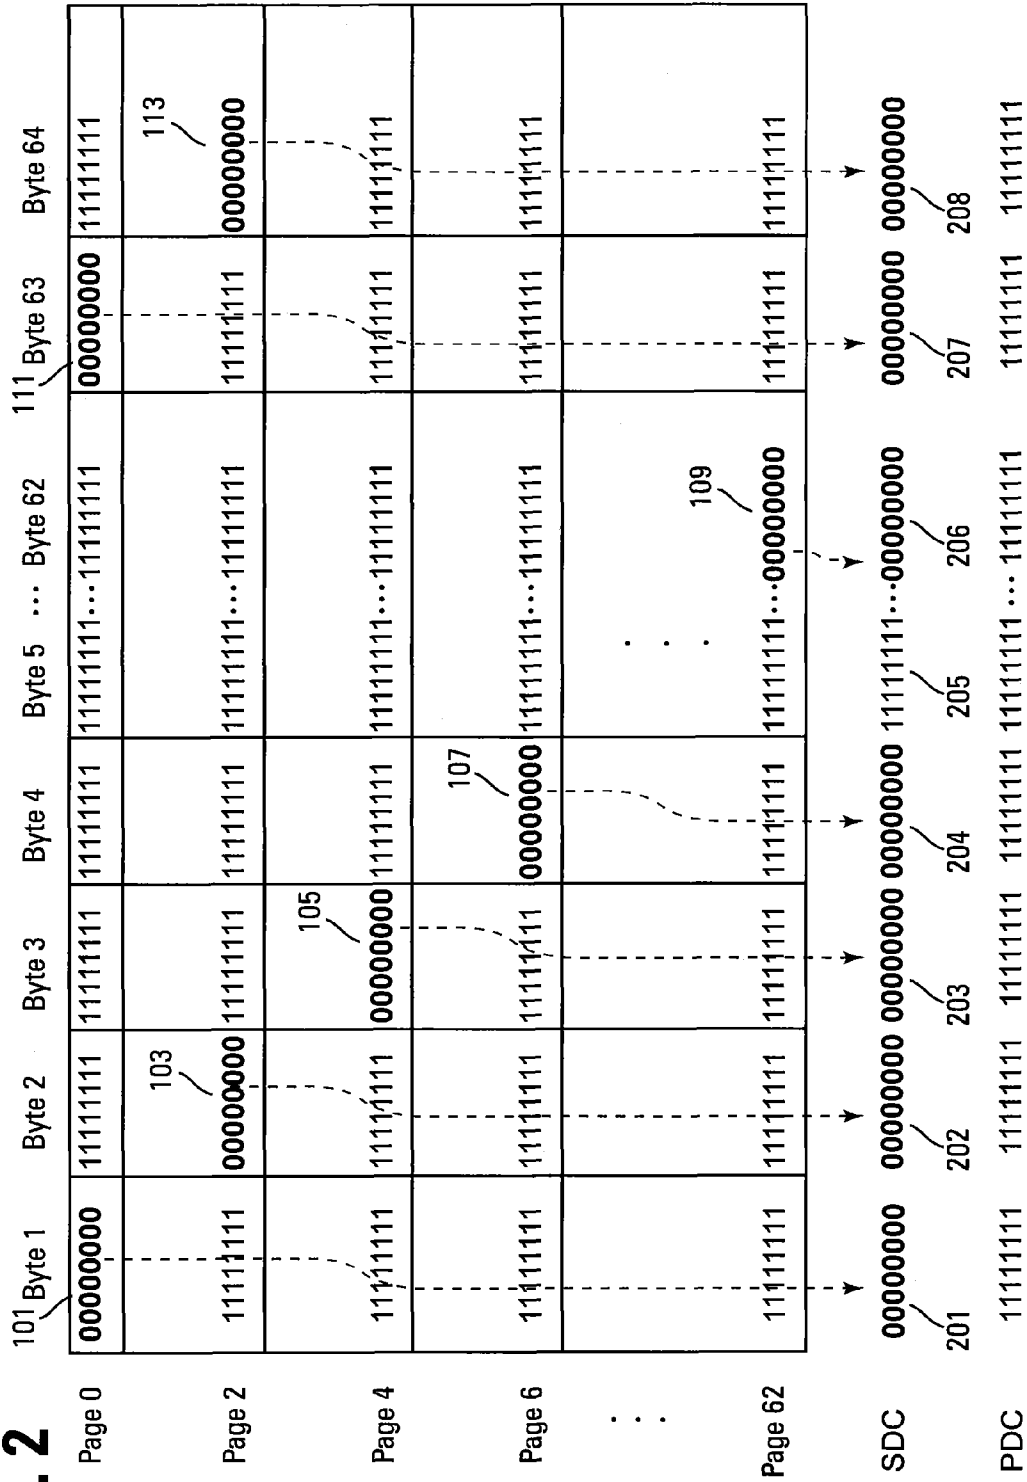 . 2
101 Byte 1 Byte 2 Byte 3 Byte 4 Byte 5 ... Byte 62 111 Byte 63 Byte 64
Page 0 00000000 11111111 11111111 11111111 11111111...11111111 00000000 11111111
103 113
Page 2 11111111 00000000 11111111 11111111 11111111...11111111 11111111 00000000
105
Page 4 11111111 11111111 00000000 11111111 11111111...11111111 11111111 11111111
107
Page 6 11111111 11111111 11111111 00000000 11111111...11111111 11111111 11111111
. . . . . .
109
Page 62 11111111 11111111 11111111 11111111 11111111...00000000 11111111 11111111
SDC 00000000 00000000 00000000 00000000 11111111...00000000 00000000 00000000
201 202 203 204 205 206 207 208
PDC 11111111 11111111 11111111 11111111 11111111 ... 11111111 11111111 11111111